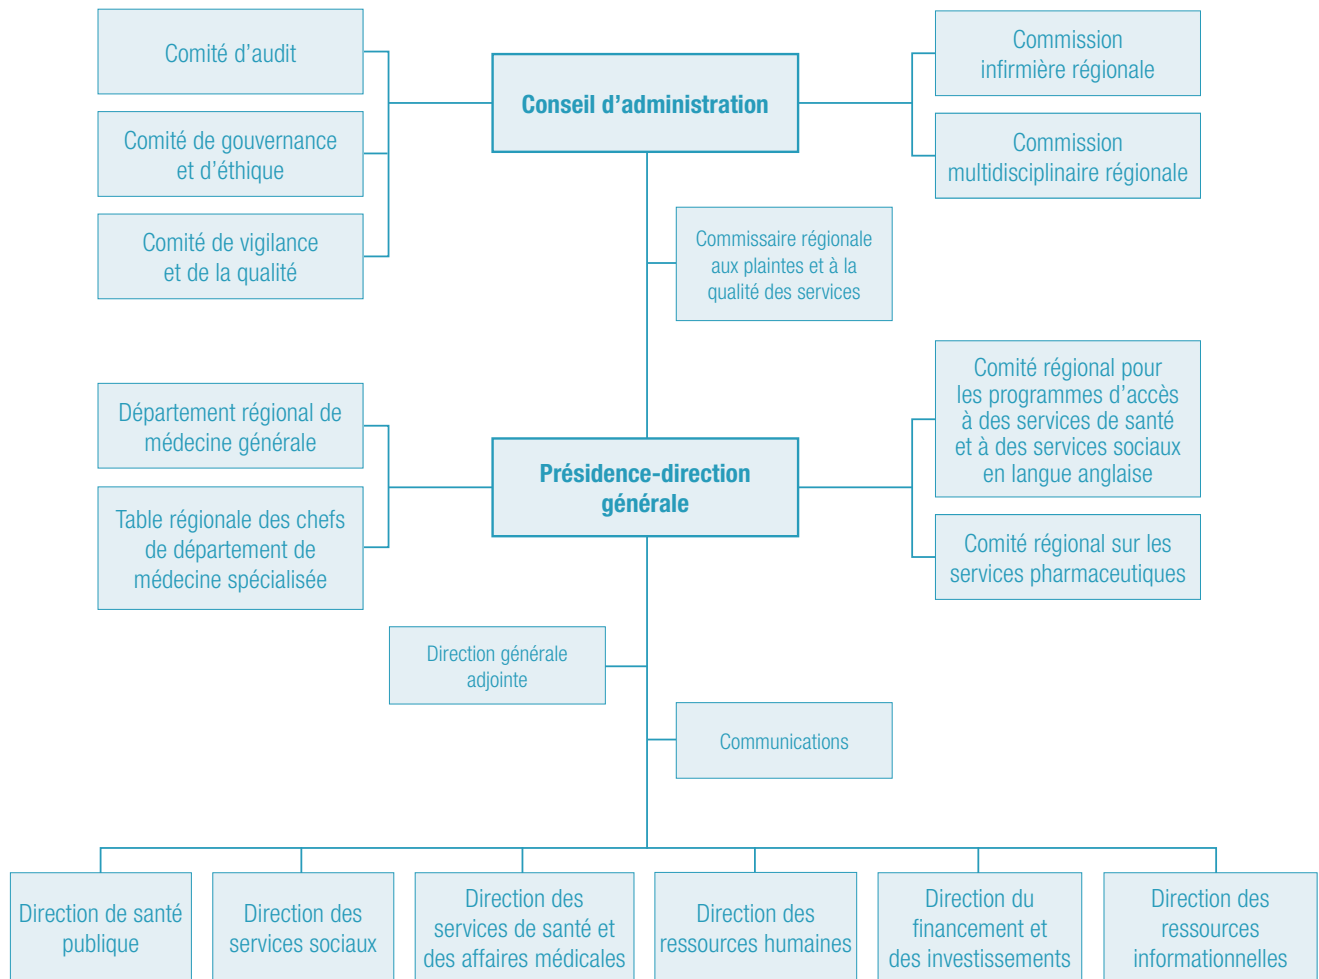 Comité d’audit
Comité de gouvernance
et d’éthique
Comité de vigilance
et de la qualité
Conseil d’administration
Commission
infirmière régionale
Commission
multidisciplinaire régionale
Commissaire régionale
aux plaintes et à la
qualité des services
Département régional de
médecine générale
Table régionale des chefs
de département de
médecine spécialisée
Présidence-direction
générale
Comité régional pour
les programmes d’accès
à des services de santé
et à des services sociaux
en langue anglaise
Comité régional sur les
services pharmaceutiques
Direction générale
adjointe
Communications
Direction de santé
publique
Direction des
services sociaux
Direction des
services de santé et
des affaires médicales
Direction des
ressources humaines
Direction du
financement et
des investissements
Direction des
ressources
informationnelles